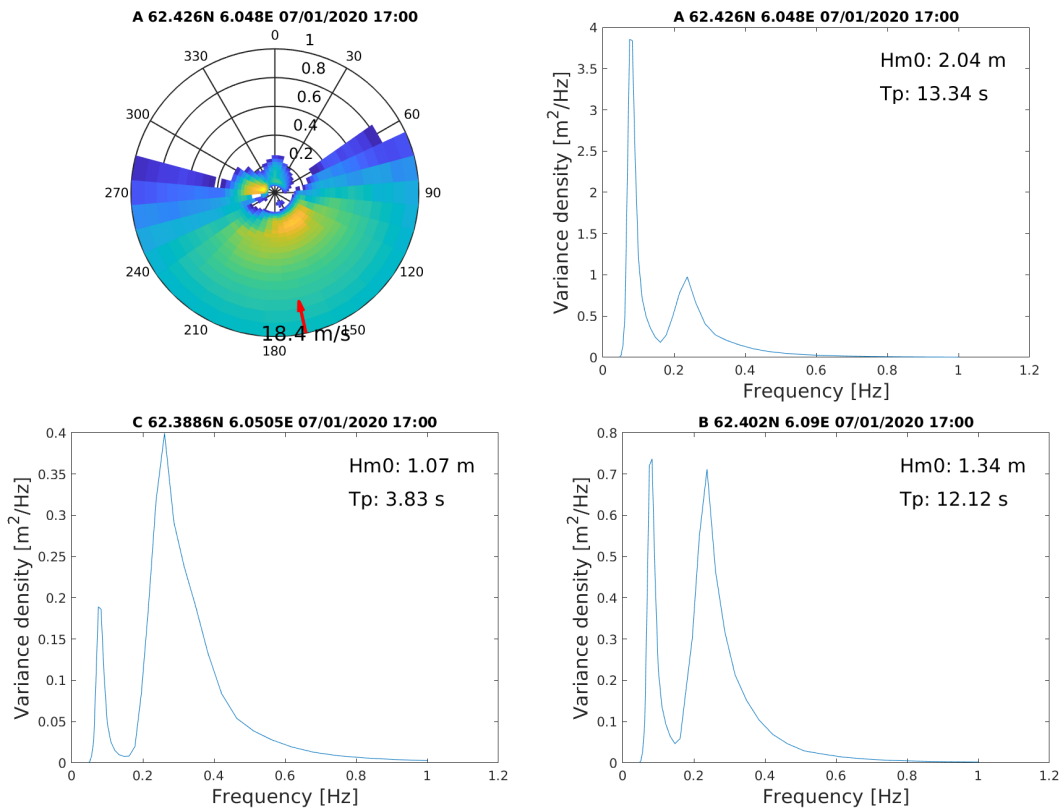 A 62.426N 6.048E 07/01/2020 17:00
0
30
60
90
120
150
180
210
240
270
300
330
1
0.8
0.6
0.4
0.2
18.4 m/s
A 62.426N 6.048E 07/01/2020 17:00
Hm0: 2.04 m
Tp: 13.34 s
Variance density [m²/Hz]
4
3.5
3
2.5
2
1.5
1
0.5
0
0 0.2 0.4 0.6 0.8 1 1.2
Frequency [Hz]
C 62.3886N 6.0505E 07/01/2020 17:00
Hm0: 1.07 m
Tp: 3.83 s
Variance density [m²/Hz]
0.4
0.35
0.3
0.25
0.2
0.15
0.1
0.05
0
0 0.2 0.4 0.6 0.8 1 1.2
Frequency [Hz]
B 62.402N 6.09E 07/01/2020 17:00
Hm0: 1.34 m
Tp: 12.12 s
Variance density [m²/Hz]
0.8
0.7
0.6
0.5
0.4
0.3
0.2
0.1
0
0 0.2 0.4 0.6 0.8 1 1.2
Frequency [Hz]